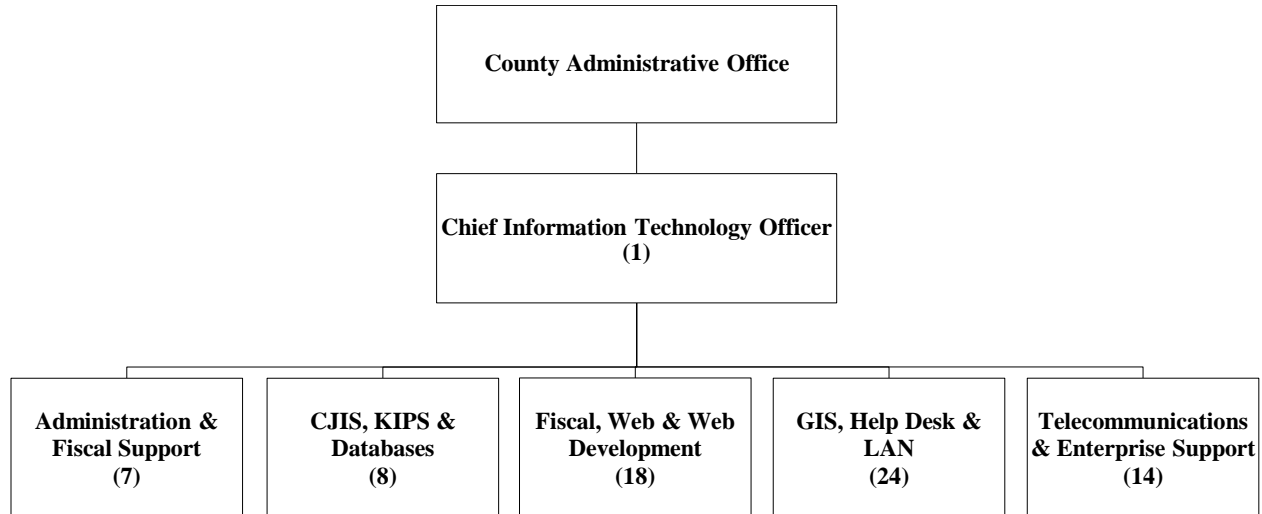 County Administrative Office
Chief Information Technology Officer
(1)
Administration &
Fiscal Support
(7)
CJIS, KIPS &
Databases
(8)
Fiscal, Web & Web
Development
(18)
GIS, Help Desk &
LAN
(24)
Telecommunications
& Enterprise Support
(14)